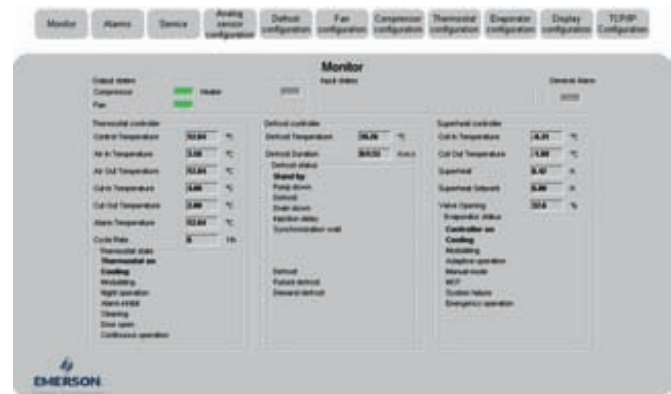 Monitor
Alarms
Service
Analog sensor configuration
Defrost configuration
Fan configuration
Compressor configuration
Thermostat configuration
Evaporator configuration
Display configuration
TCP/IP Configuration
Monitor
Output states
Input states
General Alarm
Compressor
Heater
Fan
Thermostat controller
Control Temperature
°C
Air In Temperature
°C
Air Out Temperature
°C
Coil In Temperature
°C
Coil Out Temperature
°C
Alarm Temperature
°C
Cycle Rate
Thermostat state
Thermostat on
Cooling
Modulating
Night operation
Alarm inhibit
Cleaning
Door open
Continuous operation
Defrost controller
Defrost Temperature
°C
Defrost Duration
Defrost status
Stand by
Pump down
Defrost
Drain down
Injection delay
Synchronization wait
Defrost
Forced defrost
Demand defrost
Superheat controller
Coil In Temperature
°C
Coil Out Temperature
°C
Superheat
K
Superheat Setpoint
K
Valve Opening
%
Evaporator status
Controller on
Cooling
Modulating
Adaptive operation
Manual mode
MOP
System failure
Emergency operation
EMERSON